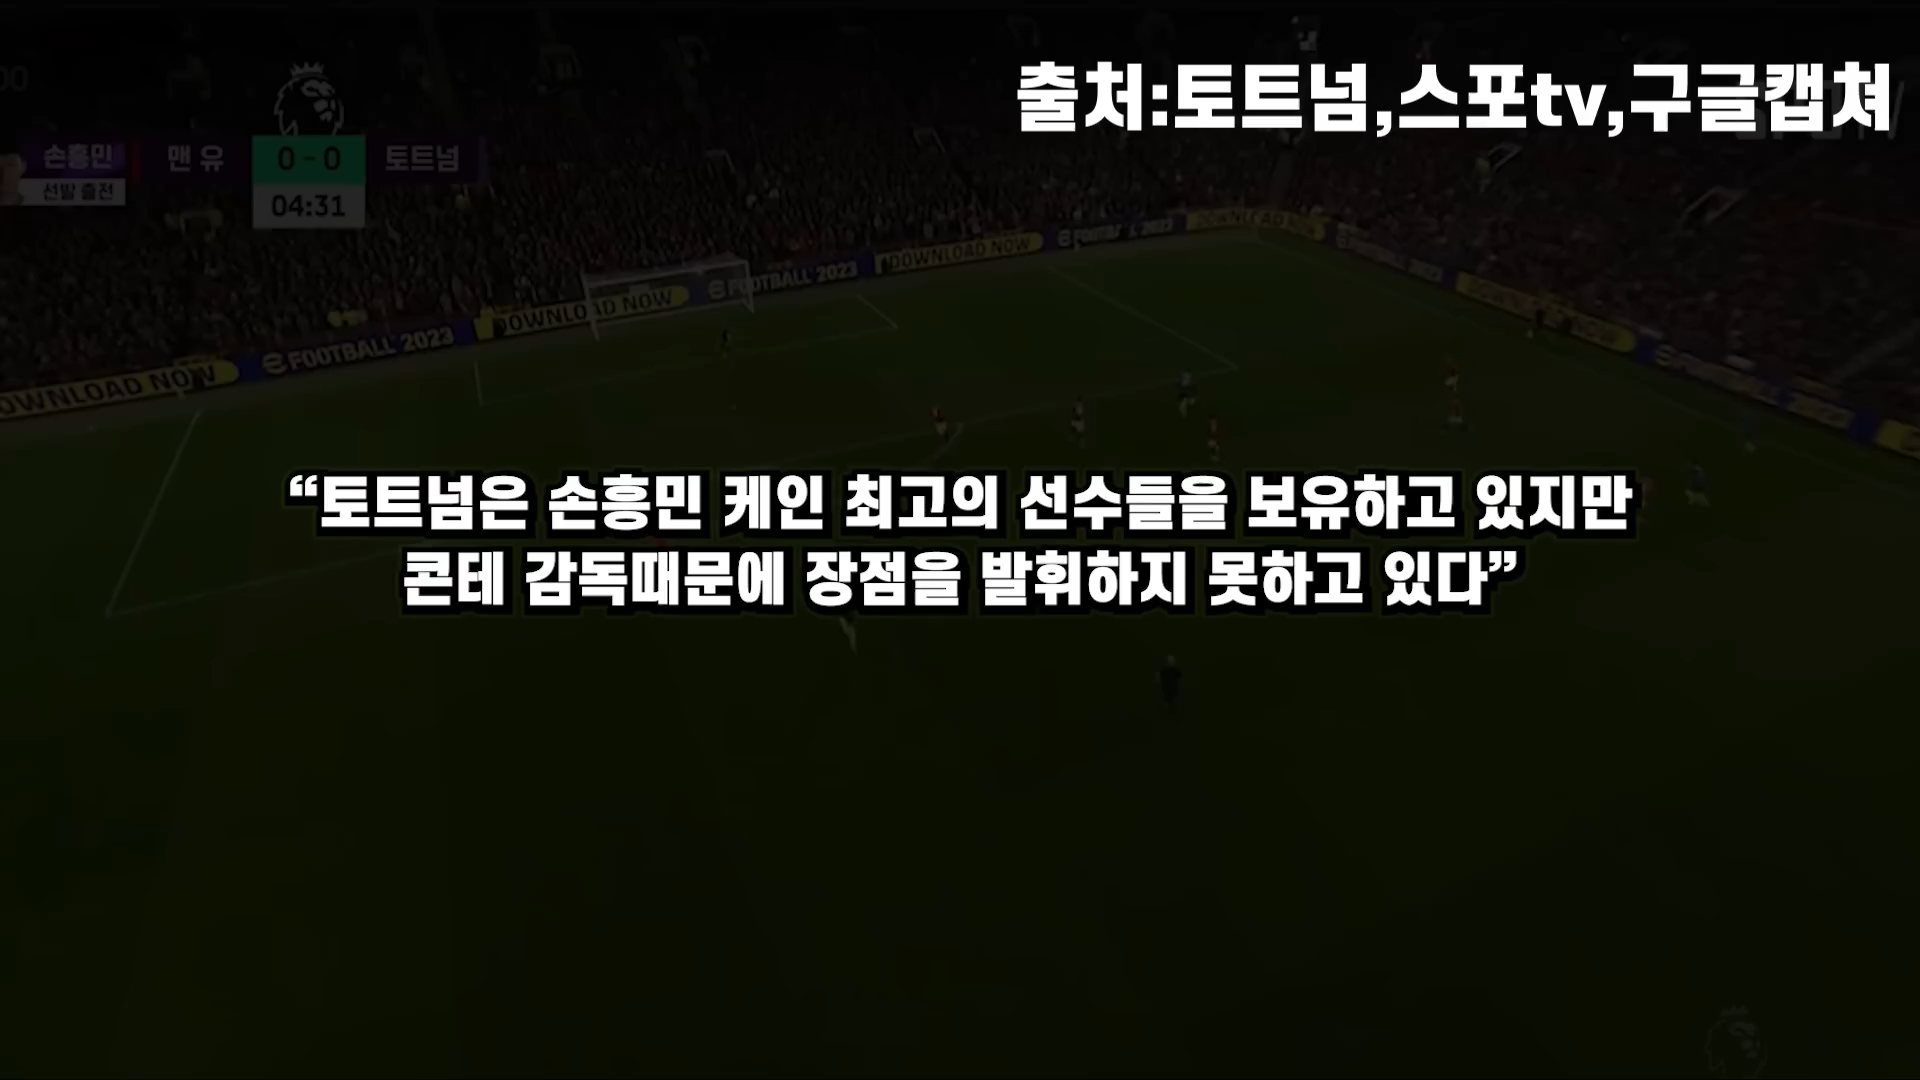 출처:토트넘,스포tv,구글캡쳐
손흥민
선발 출전
맨 유 0-0 토트넘
04:31
DOWNLOAD NOW
FOOTBALL 2023
DOWNLOAD NOW
FOOTBALL 2023
DOWNLOAD NOW
DOWNLOAD NOW
“토트넘은 손흥민 케인 최고의 선수들을 보유하고 있지만
콘테 감독때문에 장점을 발휘하지 못하고 있다”